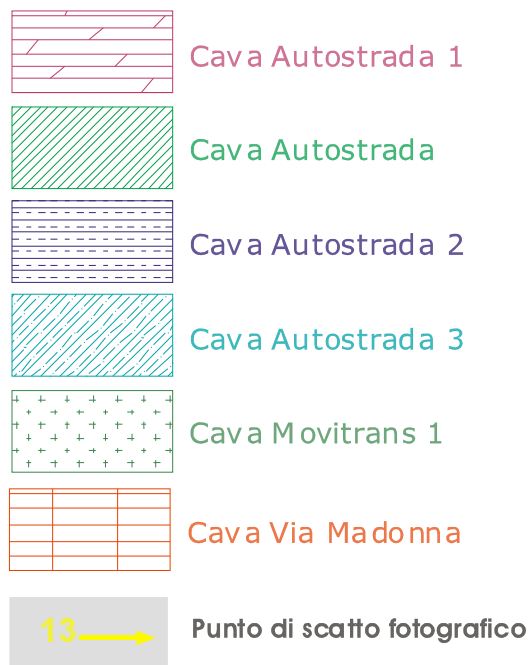 Cava Autostrada 1
Cava Autostrada
Cava Autostrada 2
Cava Autostrada 3
Cava Movitrans 1
Cava Via Madonna
13 Punto di scatto fotografico